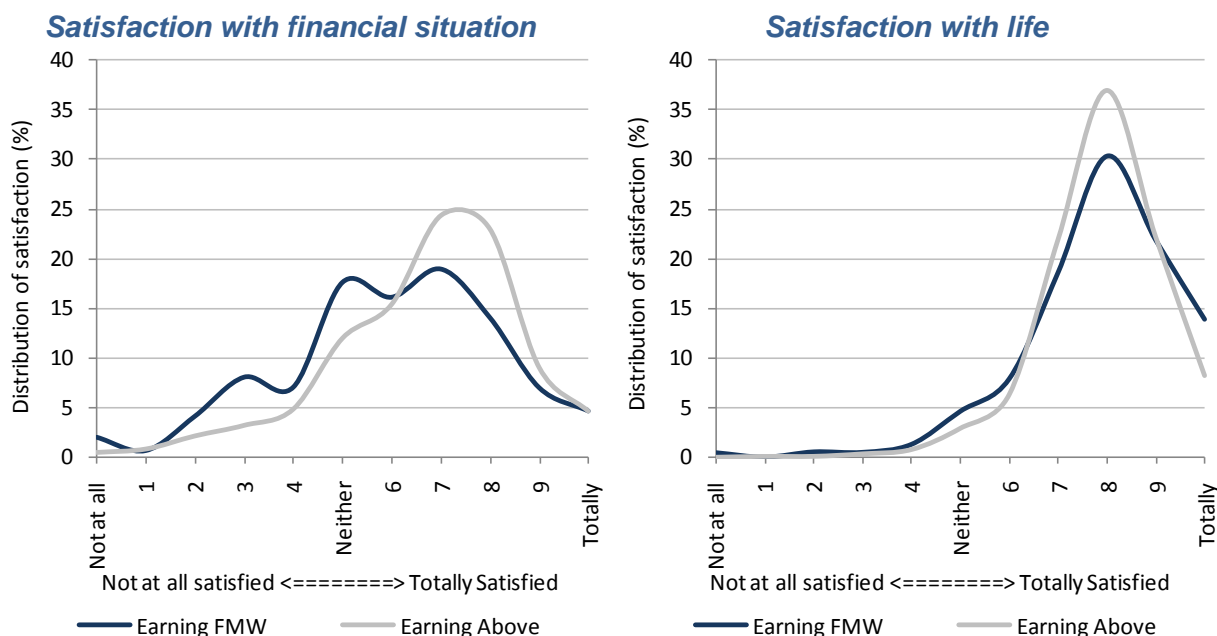 Satisfaction with financial situation
Distribution of satisfaction (%)
40
35
30
25
20
15
10
5
0
Not at all
1
2
3
4
Neither
6
7
8
9
Totally
Not at all satisfied <========> Totally Satisfied
Earning FMW
Earning Above
Satisfaction with life
Distribution of satisfaction (%)
40
35
30
25
20
15
10
5
0
Not at all
1
2
3
4
Neither
6
7
8
9
Totally
Not at all satisfied <========> Totally Satisfied
Earning FMW
Earning Above